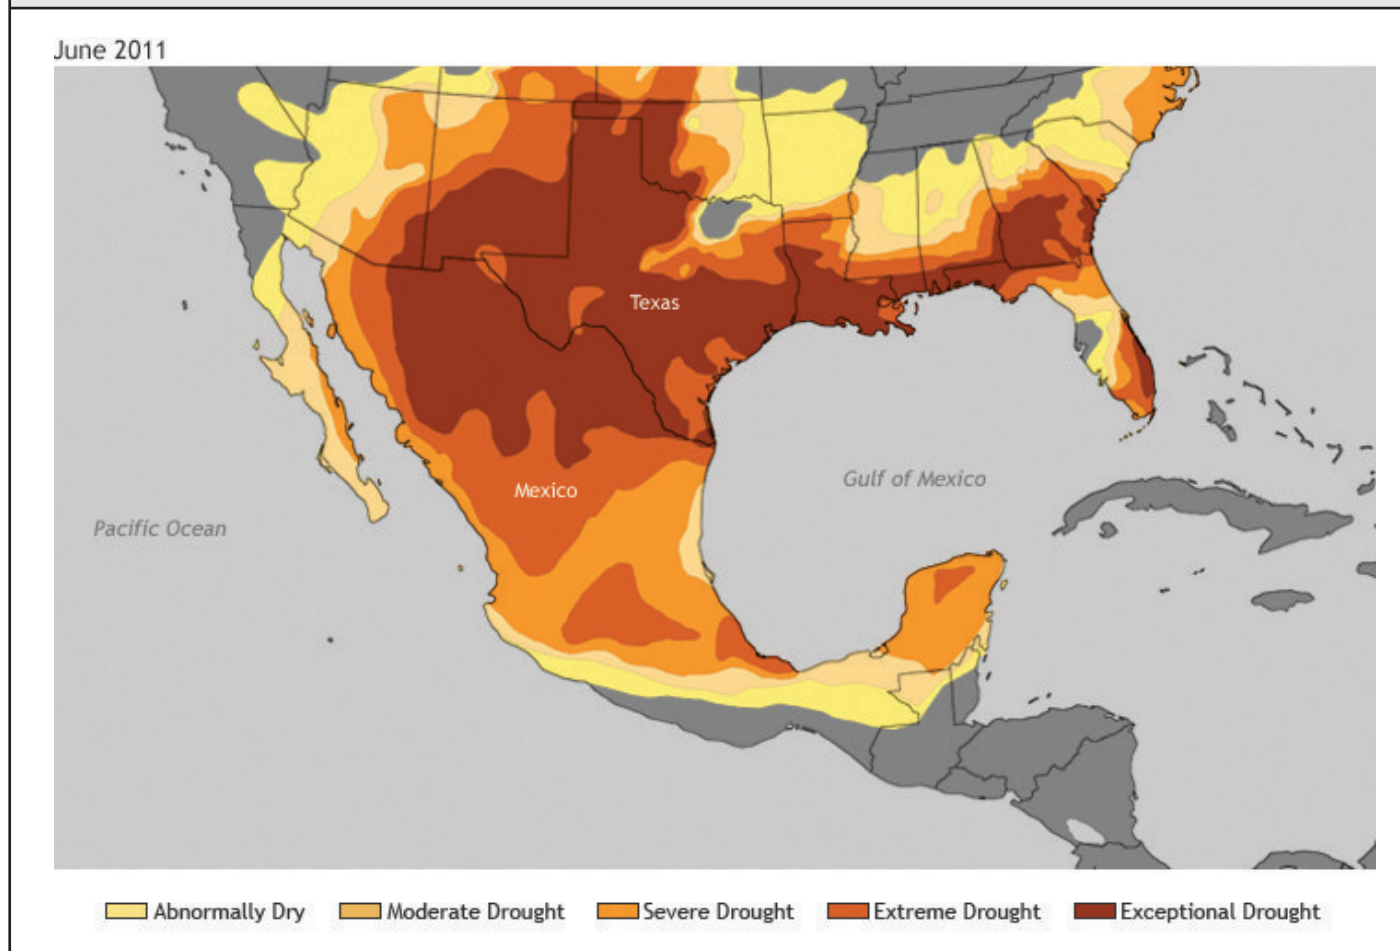 June 2011
Texas
Gulf of Mexico
Mexico
Pacific Ocean
Abnormally Dry Moderate Drought Severe Drought Extreme Drought Exceptional Drought